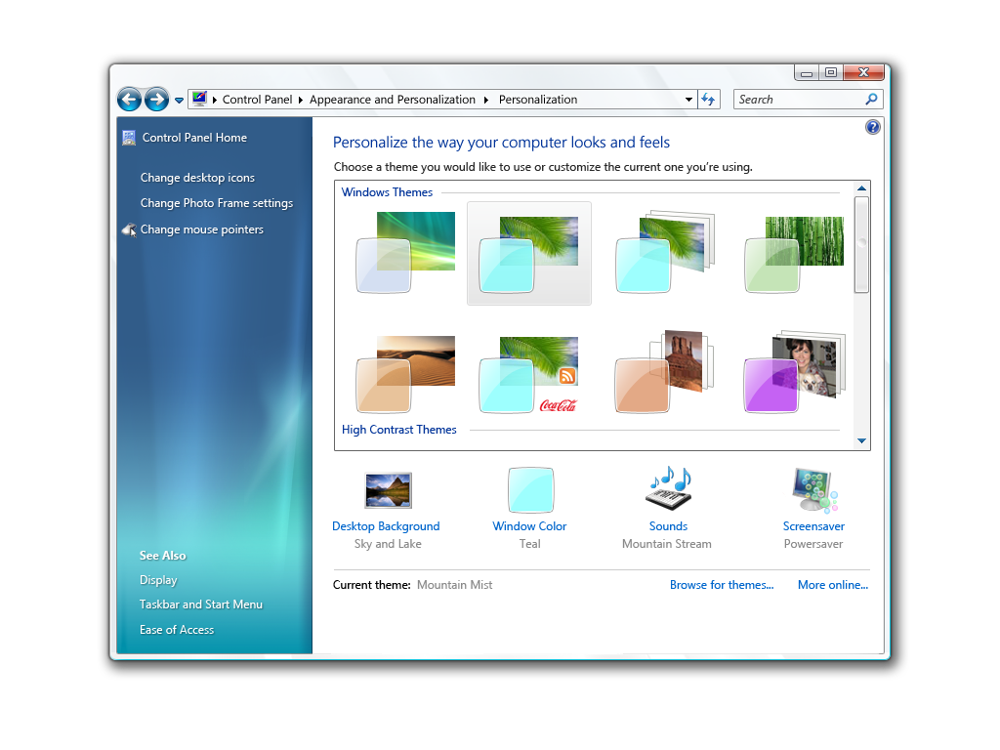 Control Panel
Appearance and Personalization
Personalization
Search
Control Panel Home
Change desktop icons
Change Photo Frame settings
Change mouse pointers
See Also
Display
Taskbar and Start Menu
Ease of Access
?
Personalize the way your computer looks and feels
Choose a theme you would like to use or customize the current one you're using.
Windows Themes
Coca-Cola
High Contrast Themes
Desktop Background
Sky and Lake
Window Color
Teal
Sounds
Mountain Stream
Screensaver
Powersaver
Current theme: Mountain Mist
Browse for themes...
More online...